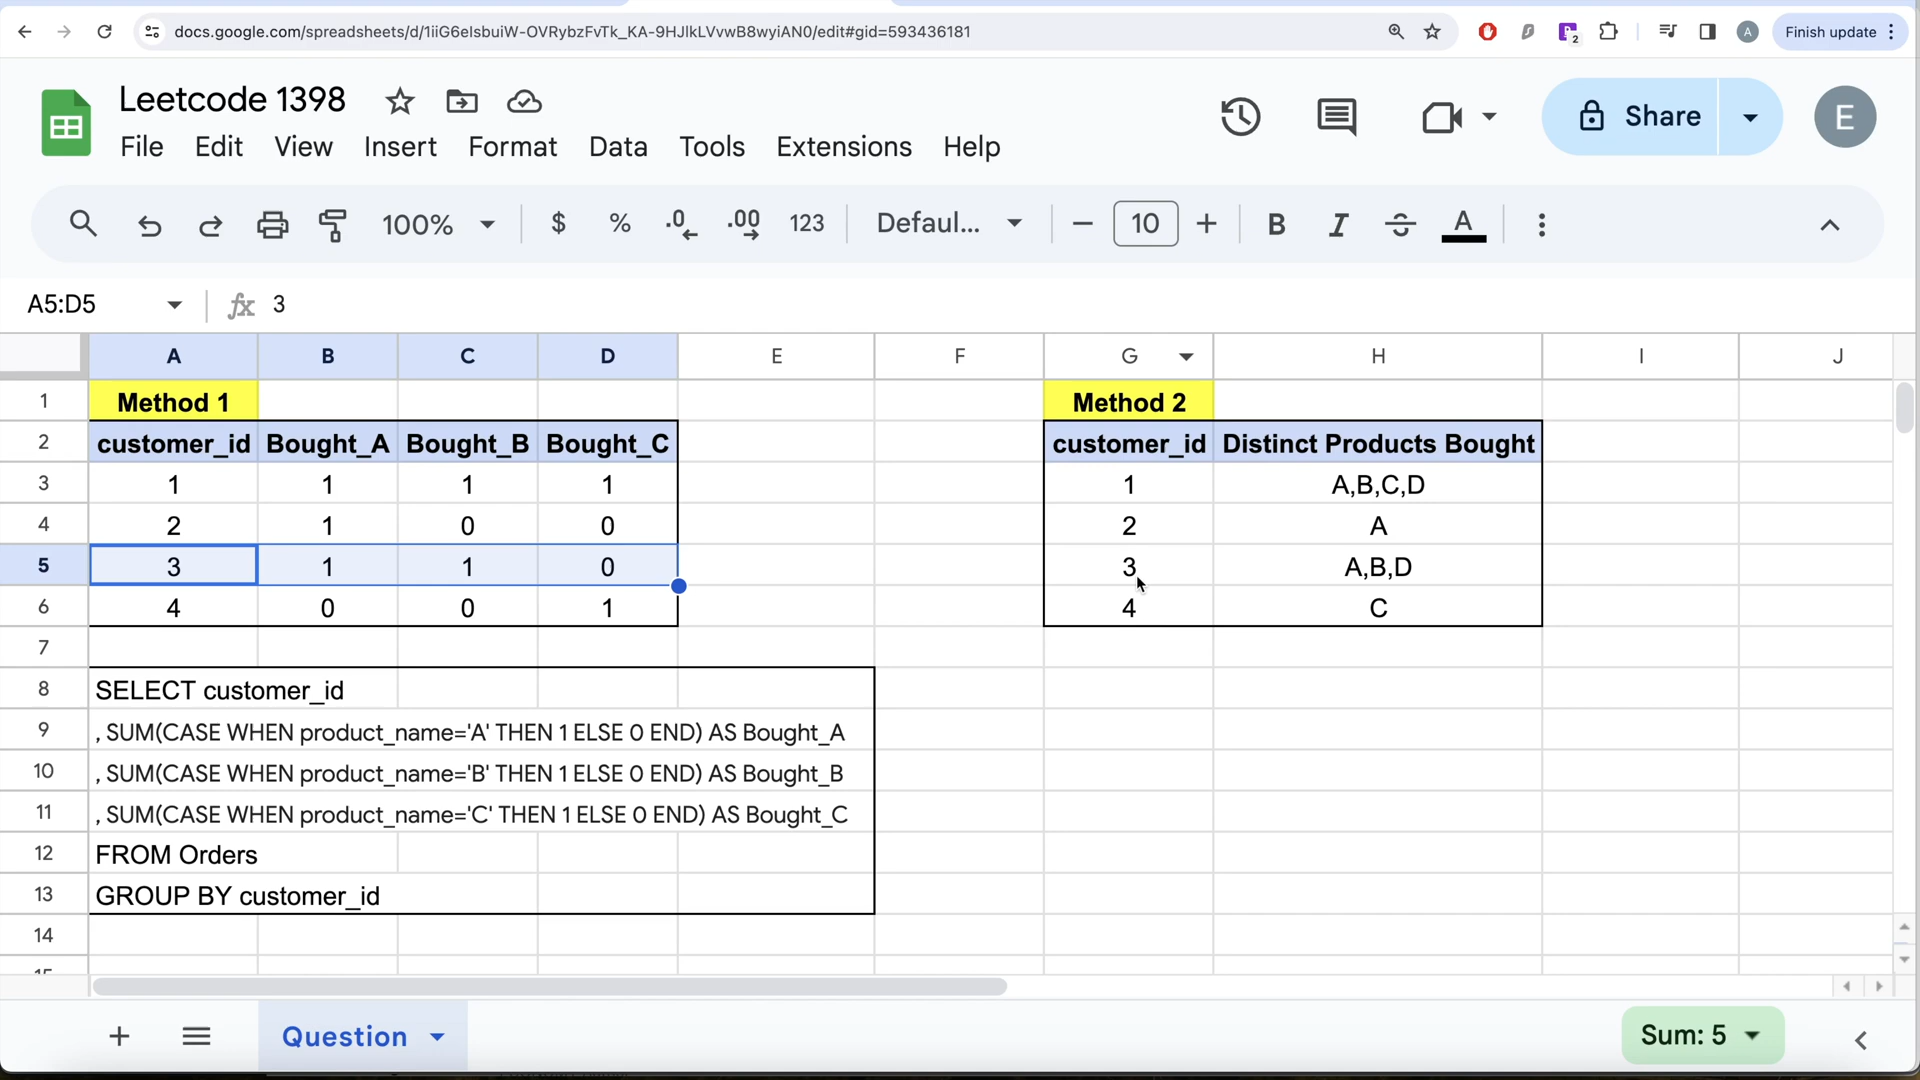 docs.google.com/spreadsheets/d/1iiG6eIsbuiW-OVRybzFvTk_KA-9HJlkLVvwB8wyiAN0/edit#gid=593436181
2
A
Finish update
Leetcode 1398
File Edit View Insert Format Data Tools Extensions Help
Share
E
100% $ % .0 .00 123 Defaul... 10 B I S A
A5:D5 fx 3
A B C D E F G H I J
1 Method 1 Method 2
2 customer_id Bought_A Bought_B Bought_C customer_id Distinct Products Bought
3 1 1 1 1 1 A,B,C,D
4 2 1 0 0 2 A
5 3 1 1 0 3 A,B,D
6 4 0 0 1 4 C
7
8 SELECT customer_id
9 , SUM(CASE WHEN product_name='A' THEN 1 ELSE 0 END) AS Bought_A
10 , SUM(CASE WHEN product_name='B' THEN 1 ELSE 0 END) AS Bought_B
11 , SUM(CASE WHEN product_name='C' THEN 1 ELSE 0 END) AS Bought_C
12 FROM Orders
13 GROUP BY customer_id
14
15
Question Sum: 5